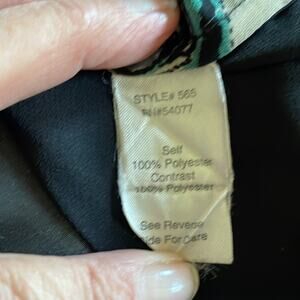 STYLE# 565
RN#54077
Self
100% Polyester
Contrast
100% Polyester
See Reverse
Side For Care